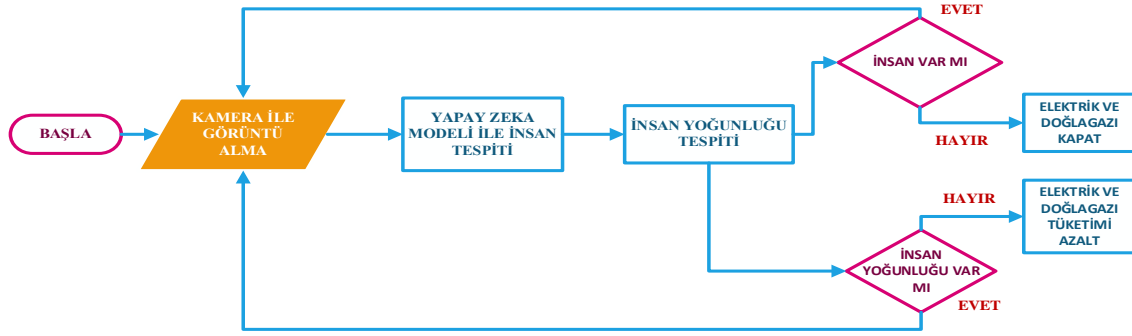 EVET
İNSAN VAR MI
BAŞLA
KAMERA İLE
GÖRÜNTÜ
ALMA
YAPAY ZEKA
MODELİ İLE İNSAN
TESPİTİ
İNSAN YOĞUNLUĞU
TESPİTİ
ELEKTRİK VE
DOĞLAGAZI
KAPAT
HAYIR
HAYIR
ELEKTRİK VE
DOĞLAGAZI
TÜKETİMİ
AZALT
İNSAN
YOĞUNLUĞU VAR
MI
EVET